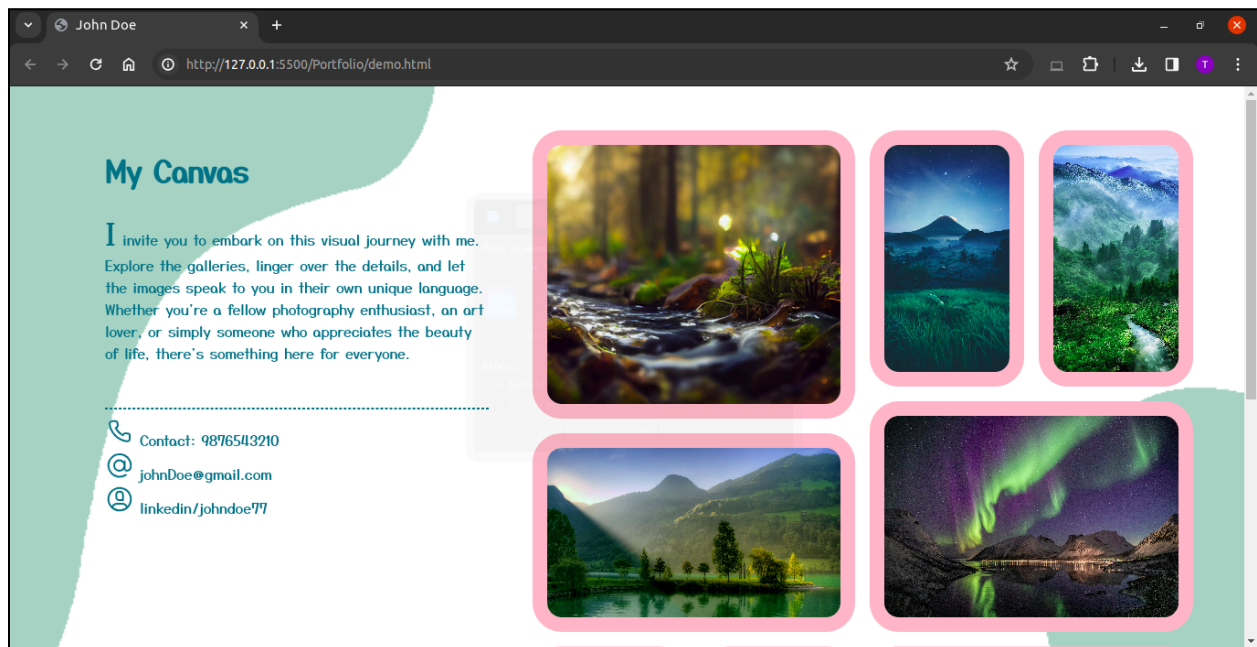 John Doe
http://127.0.0.1:5500/Portfolio/demo.html
T
My Canvas
I invite you to embark on this visual journey with me.
Explore the galleries, linger over the details, and let
the images speak to you in their own unique language.
Whether you're a fellow photography enthusiast, an art
lover, or simply someone who appreciates the beauty
of life, there's something here for everyone.
Contact: 9876543210
johnDoe@gmail.com
linkedin/johndoe77